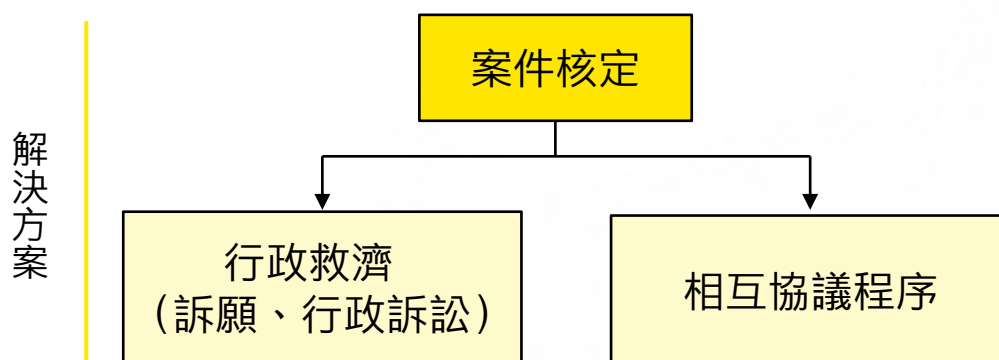 解決方案
案件核定
行政救濟
（訴願、行政訴訟）
相互協議程序